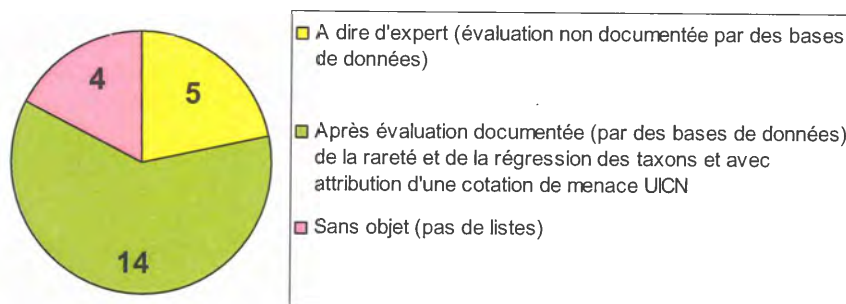 4
5
14
A dire d'expert (évaluation non documentée par des bases
de données)
Après évaluation documentée (par des bases de données)
de la rareté et de la régression des taxons et avec
attribution d'une cotation de menace UICN
Sans objet (pas de listes)